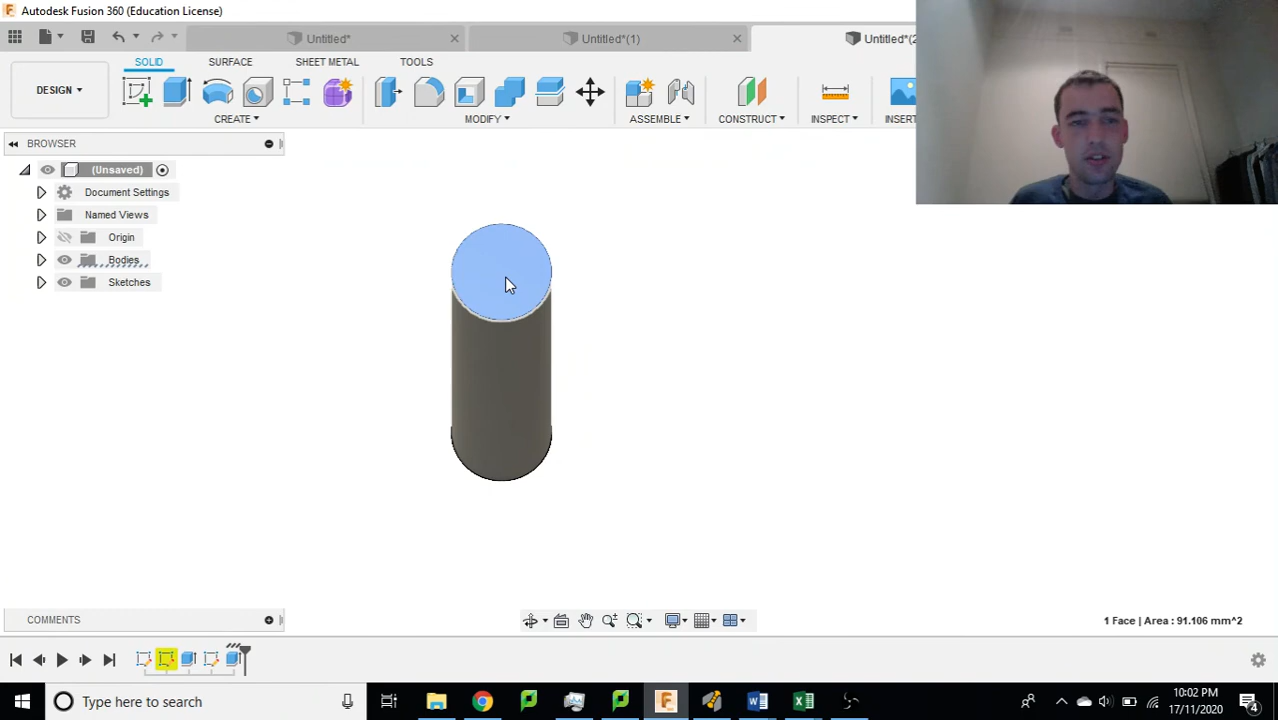 Autodesk Fusion 360 (Education License)
Untitled*
Untitled*(1)
Untitled*(2
DESIGN
SOLID
SURFACE
SHEET METAL
TOOLS
CREATE
MODIFY
ASSEMBLE
CONSTRUCT
INSPECT
INSERT
BROWSER
(Unsaved)
Document Settings
Named Views
Origin
Bodies
Sketches
COMMENTS
1 Face | Area : 91.106 mm^2
Type here to search
10:02 PM
17/11/2020
4